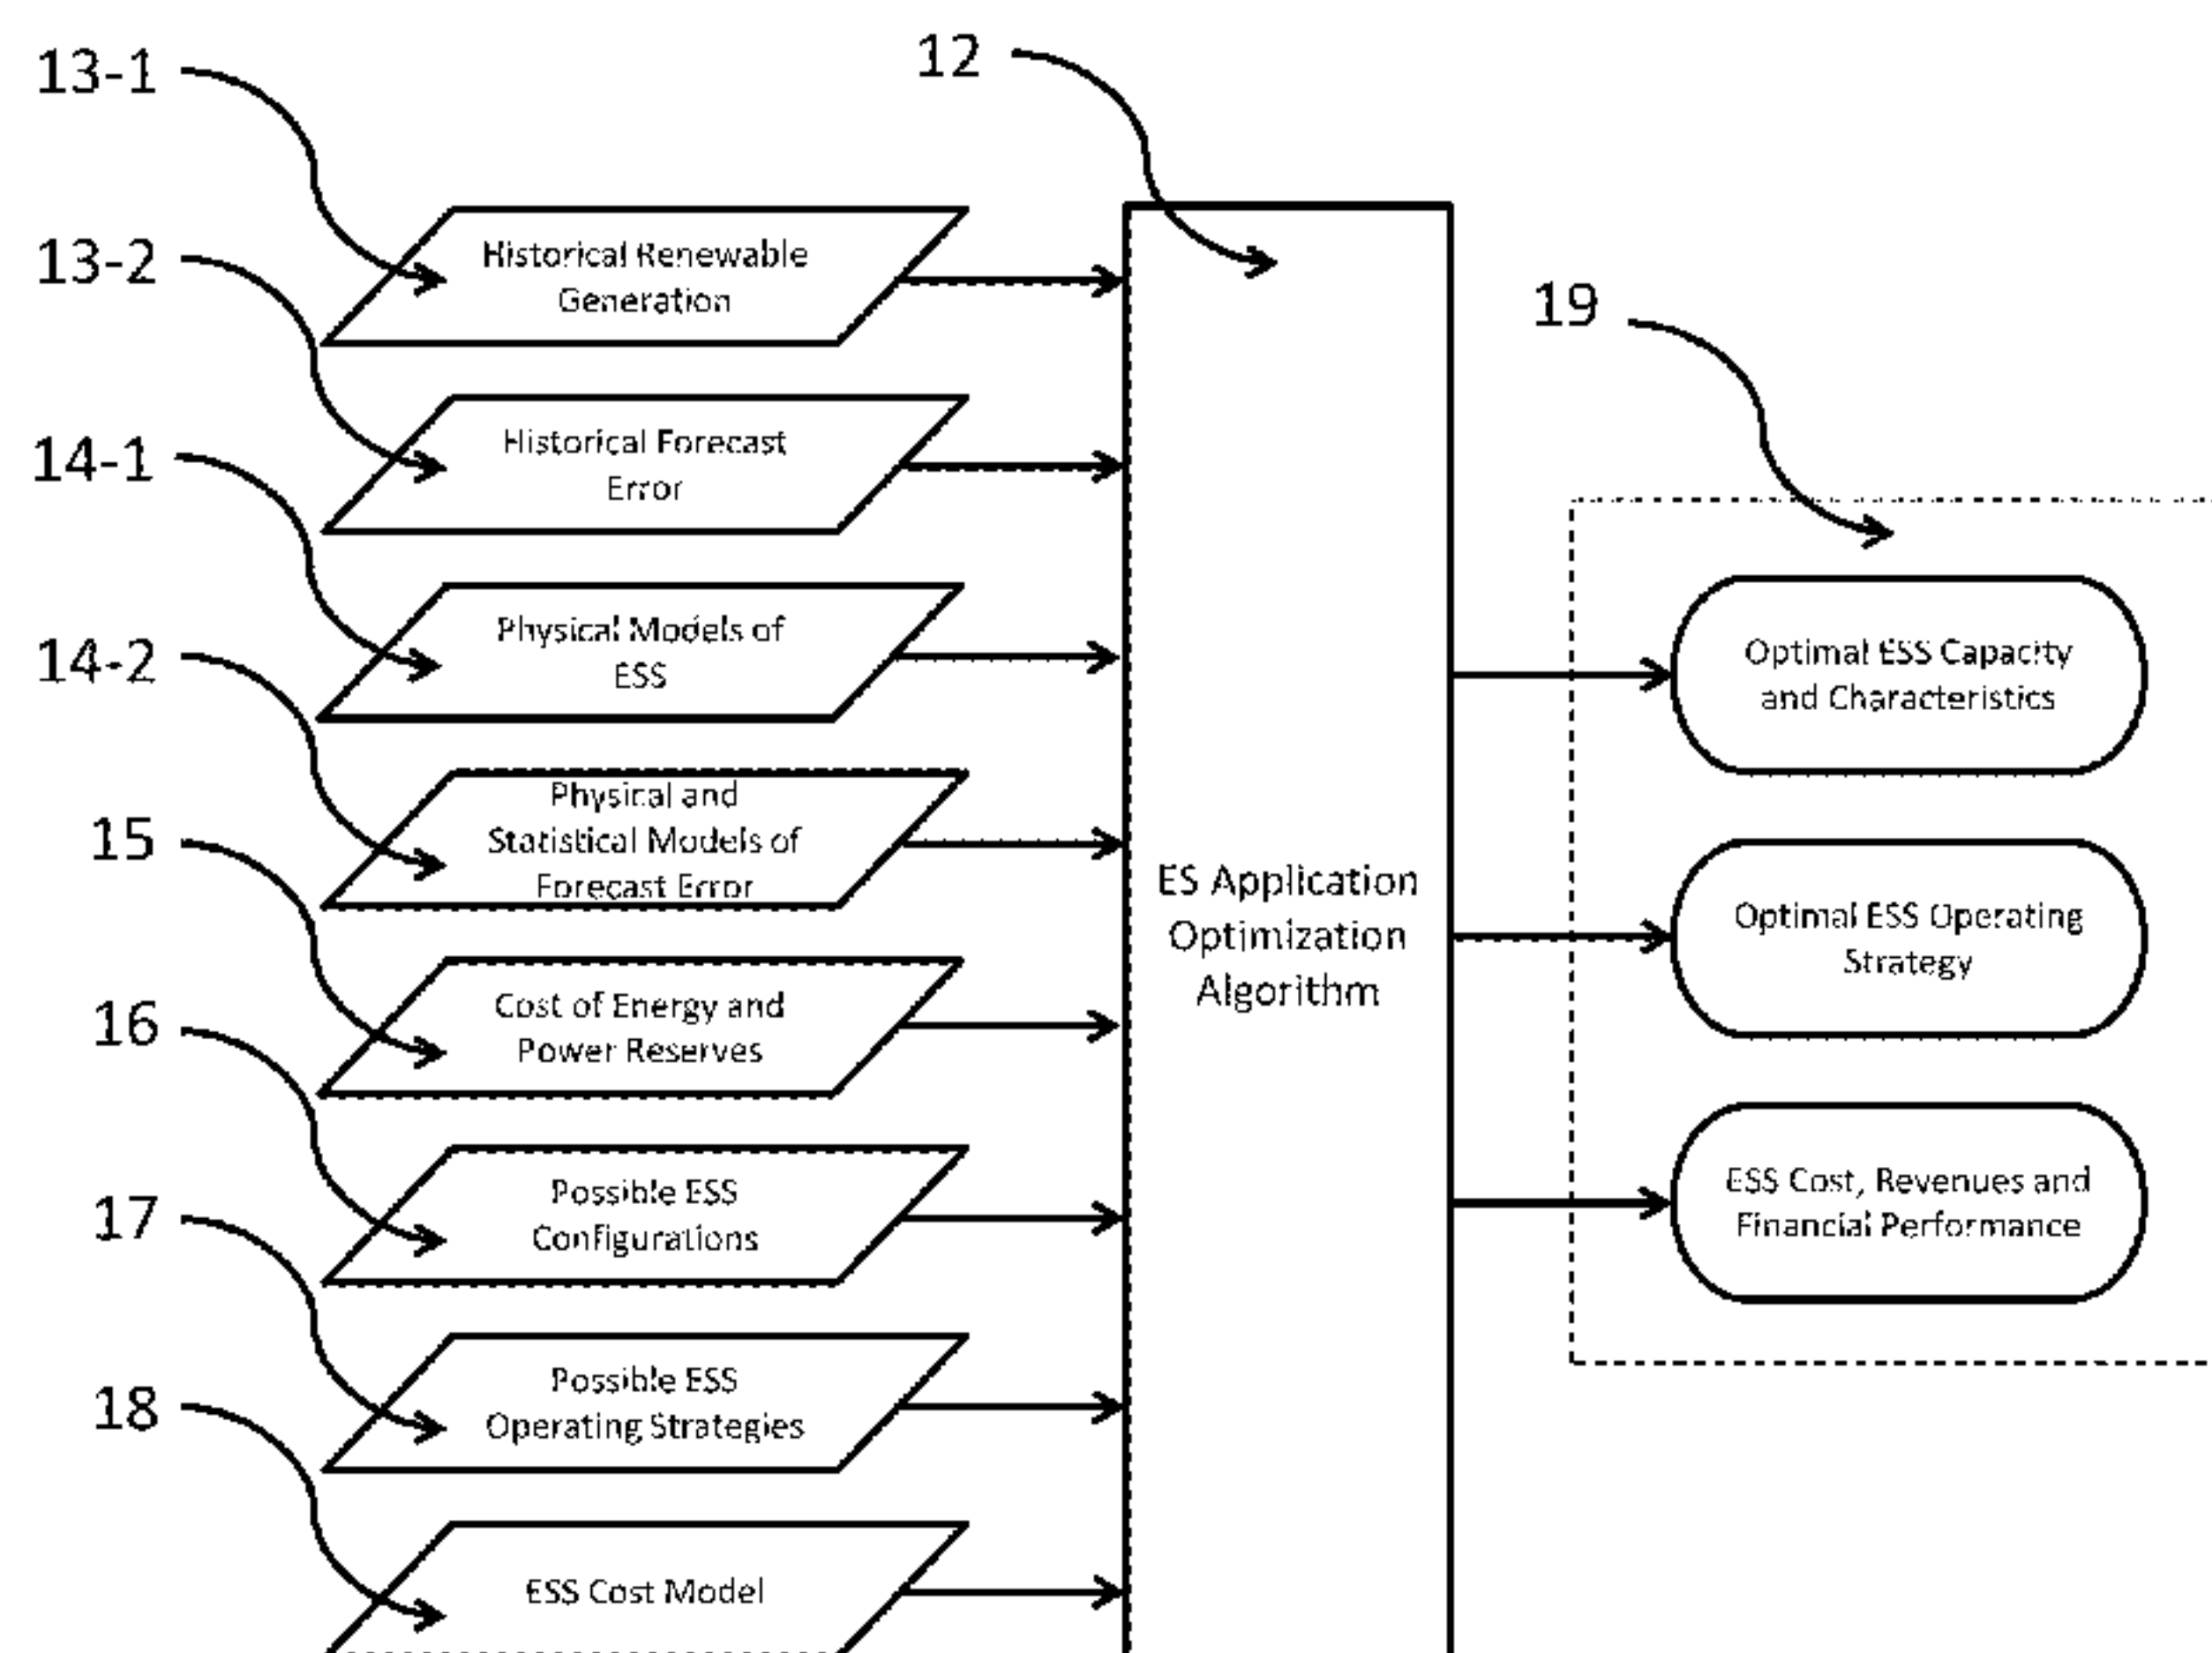 13-1
12
13-2
Historical Renewable
Generation
19
14-1
Historical Forecast
Error
14-2
Physical Models of
ESS
Optimal ESS Capacity
and Characteristics
15
Physical and
Statistical Models of
Forecast Error
ES Application
Optimization
Algorithm
Optimal ESS Operating
Strategy
16
Cost of Energy and
Power Reserves
17
Possible ESS
Configurations
ESS Cost, Revenues and
Financial Performance
18
Possible ESS
Operating Strategies
ESS Cost Model